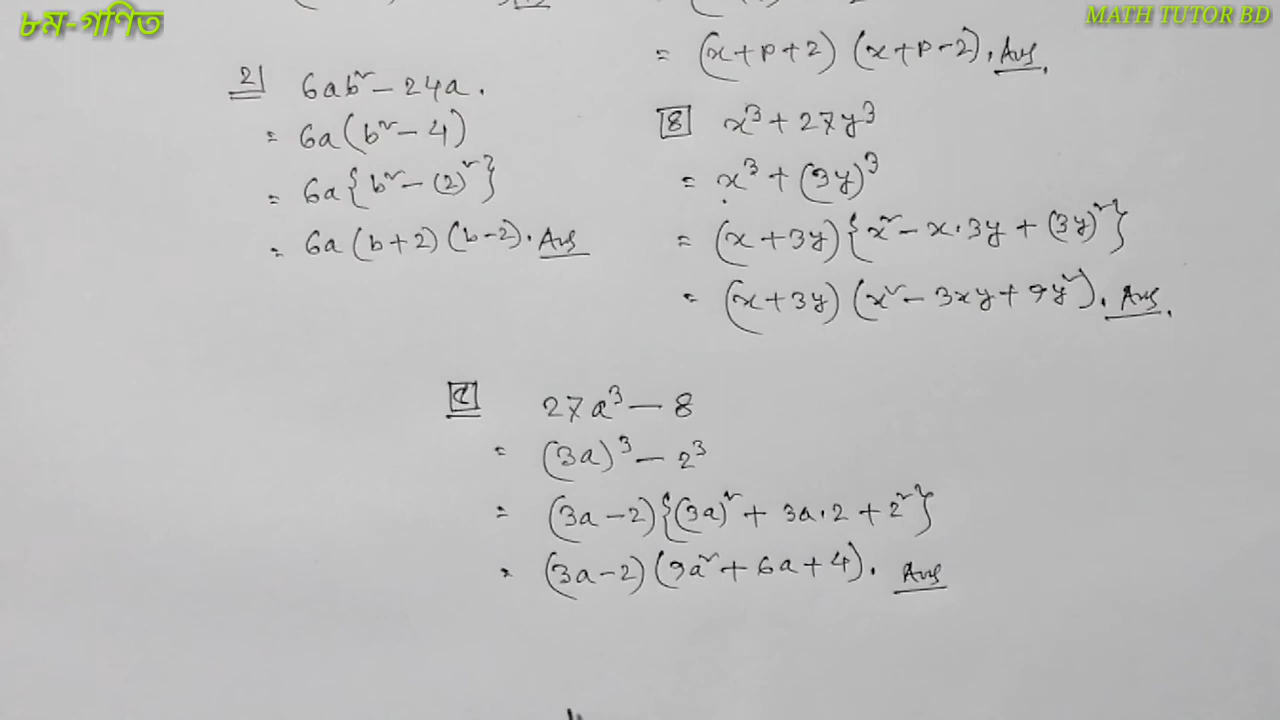 ৮ম-গণিত
MATH TUTOR BD
= (x+p+2) (x+p-2). Ans.
২| 6ab² - 24a.
= 6a(b² - 4)
= 6a{b² - (2)²}
= 6a(b+2)(b-2). Ans
৪ x³ + 27y³
= x³ + (3y)³
= (x+3y){x² - x.3y + (3y)²}
= (x+3y)(x² - 3xy + 9y²). Ans.
৫ 27a³ - 8
= (3a)³ - 2³
= (3a-2){(3a)² + 3a.2 + 2²}
= (3a-2)(9a² + 6a + 4). Ans